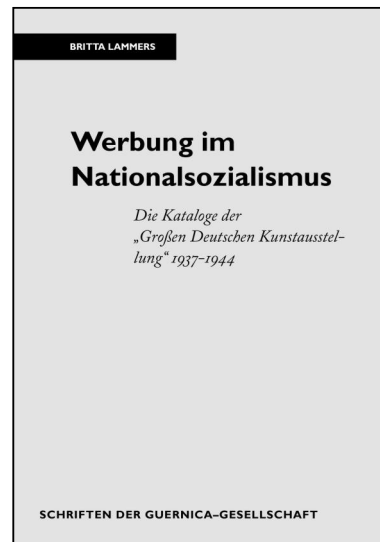 BRITTA LAMMERS
Werbung im
Nationalsozialismus
Die Kataloge der
„Großen Deutschen Kunstausstel-
lung“ 1937–1944
SCHRIFTEN DER GUERNICA–GESELLSCHAFT